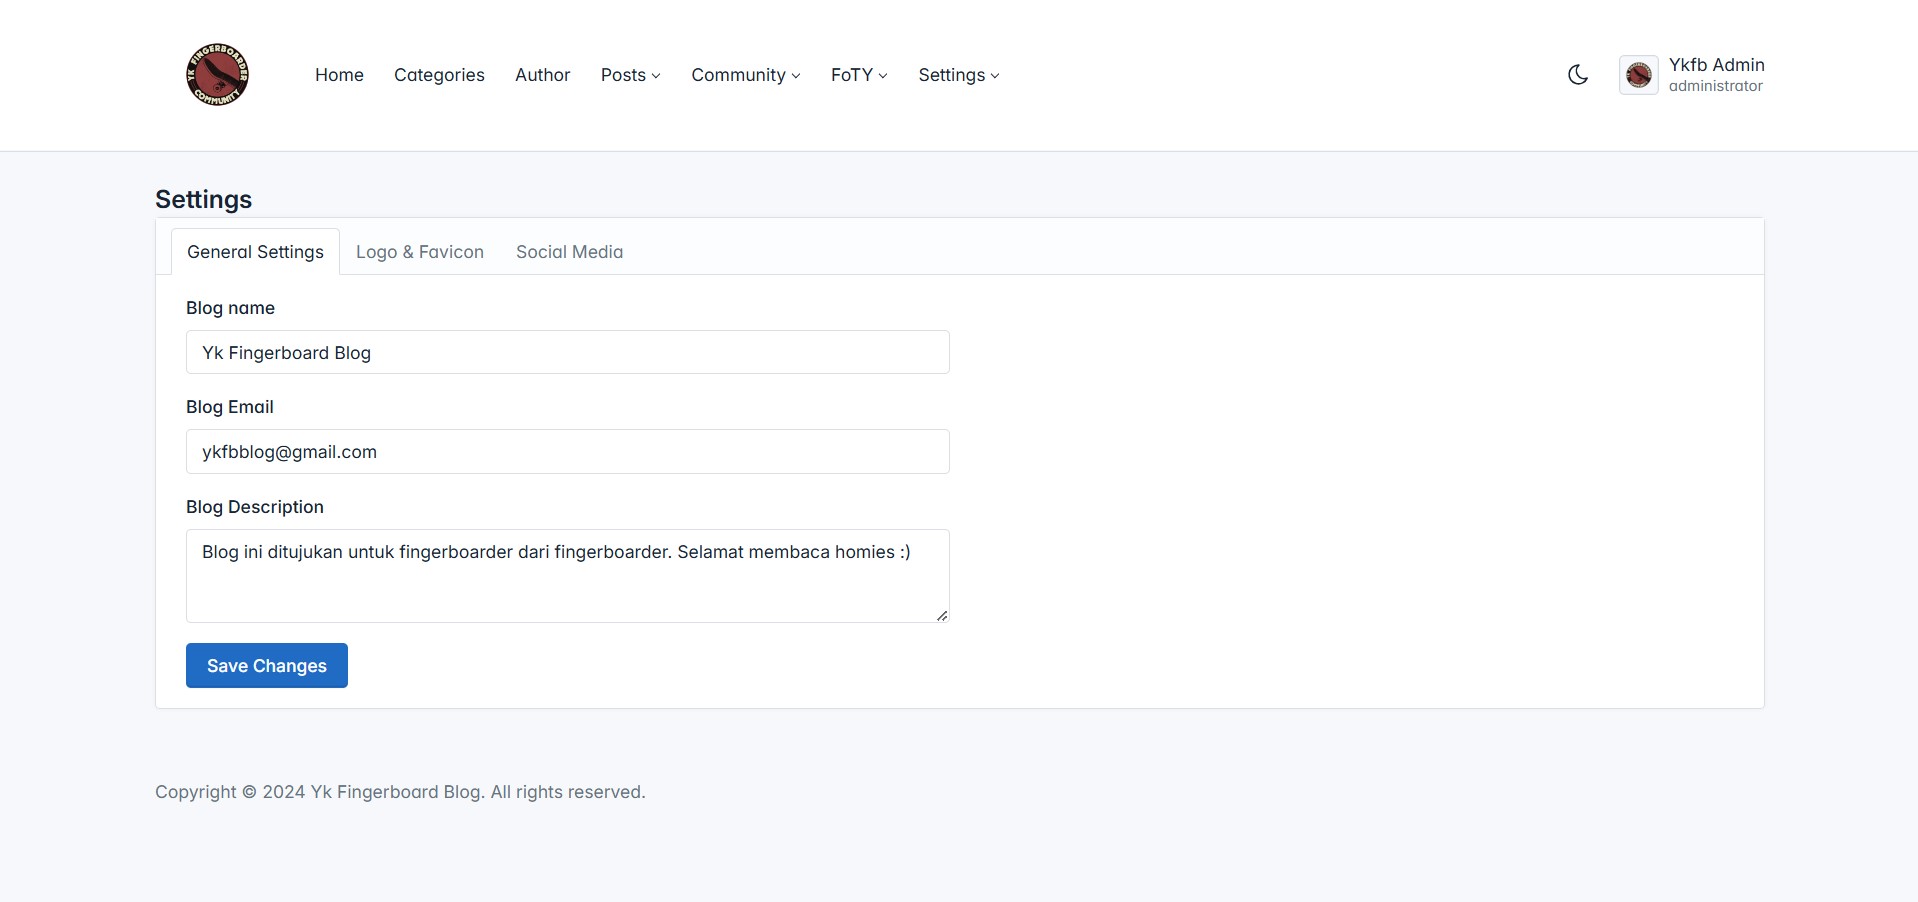 YK FINGERBOARDER
COMMUNITY
Home
Categories
Author
Posts
Community
FoTY
Settings
Ykfb Admin
administrator
Settings
General Settings
Logo & Favicon
Social Media
Blog name
Yk Fingerboard Blog
Blog Email
ykfbblog@gmail.com
Blog Description
Blog ini ditujukan untuk fingerboarder dari fingerboarder. Selamat membaca homies :)
Save Changes
Copyright © 2024 Yk Fingerboard Blog. All rights reserved.